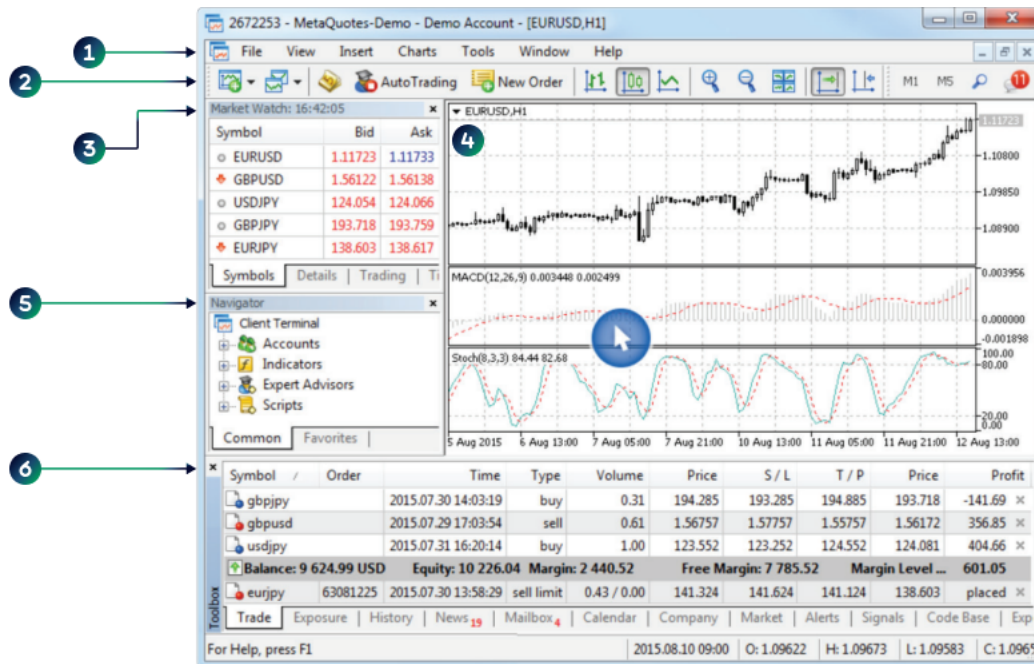 2672253 - MetaQuotes-Demo - Demo Account - [EURUSD,H1]
1
File View Insert Charts Tools Window Help
2
AutoTrading New Order M1 M5 11
3
Market Watch: 16:42:05
Symbol Bid Ask
EURUSD 1.11723 1.11733
GBPUSD 1.56122 1.56138
USDJPY 124.054 124.066
GBPJPY 193.718 193.759
EURJPY 138.603 138.617
Symbols Details Trading Ti
4
EURUSD,H1
1.11723
1.10800
1.09850
1.08900
MACD(12,26,9) 0.003448 0.002499
0.003956
0.000000
-0.001898
Stoch(8,3,3) 84.44 82.68
100.00
80.00
20.00
0.00
5 Aug 2015 6 Aug 13:00 7 Aug 05:00 7 Aug 21:00 10 Aug 13:00 11 Aug 05:00 11 Aug 21:00 12 Aug 13:00
5
Navigator
Client Terminal
Accounts
Indicators
Expert Advisors
Scripts
Common Favorites
6
Symbol / Order Time Type Volume Price S / L T / P Price Profit
gbpjpy 2015.07.30 14:03:19 buy 0.31 194.285 193.285 194.885 193.718 -141.69
gbpusd 2015.07.29 17:03:54 sell 0.61 1.56757 1.57757 1.55757 1.56172 356.85
usdjpy 2015.07.31 16:20:14 buy 1.00 123.552 123.252 124.552 124.081 404.66
Balance: 9 624.99 USD Equity: 10 226.04 Margin: 2 440.52 Free Margin: 7 785.52 Margin Level ... 601.05
eurjpy 63081225 2015.07.30 13:58:29 sell limit 0.43 / 0.00 141.324 141.624 141.124 138.603 placed
Toolbox
Trade Exposure History News 19 Mailbox 4 Calendar Company Market Alerts Signals Code Base Exp
For Help, press F1 2015.08.10 09:00 O: 1.09622 H: 1.09673 L: 1.09583 C: 1.0965